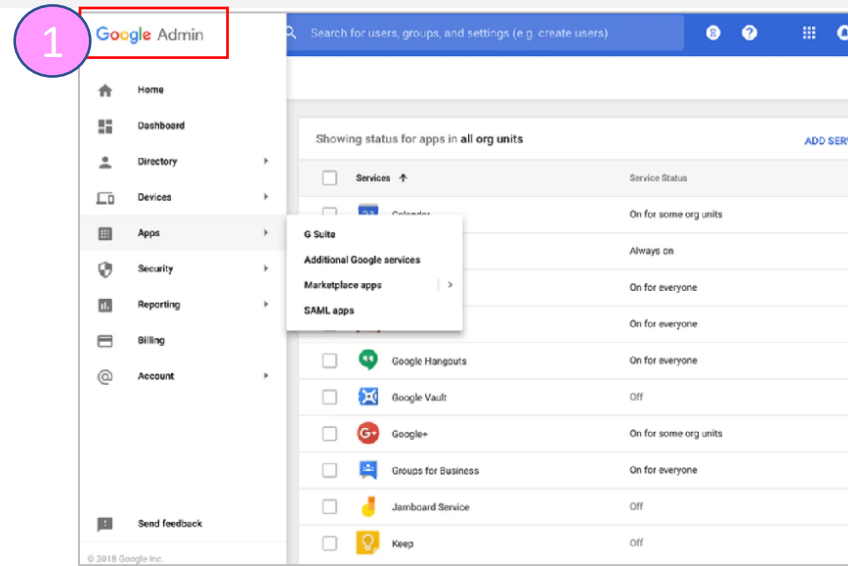 1
Google Admin
Search for users, groups, and settings (e.g. create users)
8
?
Home
Dashboard
Directory
Devices
Apps
Security
Reporting
Billing
Account
Send feedback
© 2018 Google Inc.
G Suite
Additional Google services
Marketplace apps
SAML apps
Showing status for apps in all org units
ADD SER
Services Service Status
Calendar On for some org units
Always on
On for everyone
On for everyone
Google Hangouts On for everyone
Google Vault Off
G+ Google+ On for some org units
Groups for Business On for everyone
Jamboard Service Off
Keep Off